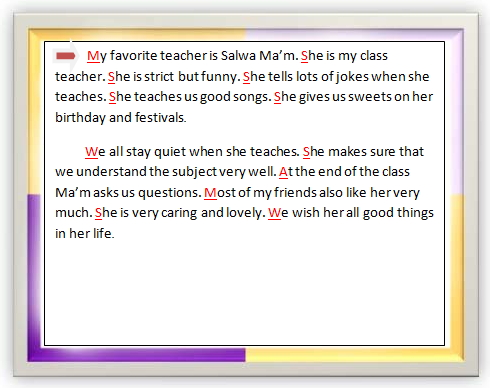 My favorite teacher is Salwa Ma’m. She is my class
teacher. She is strict but funny. She tells lots of jokes when she
teaches. She teaches us good songs. She gives us sweets on her
birthday and festivals.
We all stay quiet when she teaches. She makes sure that
we understand the subject very well. At the end of the class
Ma’m asks us questions. Most of my friends also like her very
much. She is very caring and lovely. We wish her all good things
in her life.